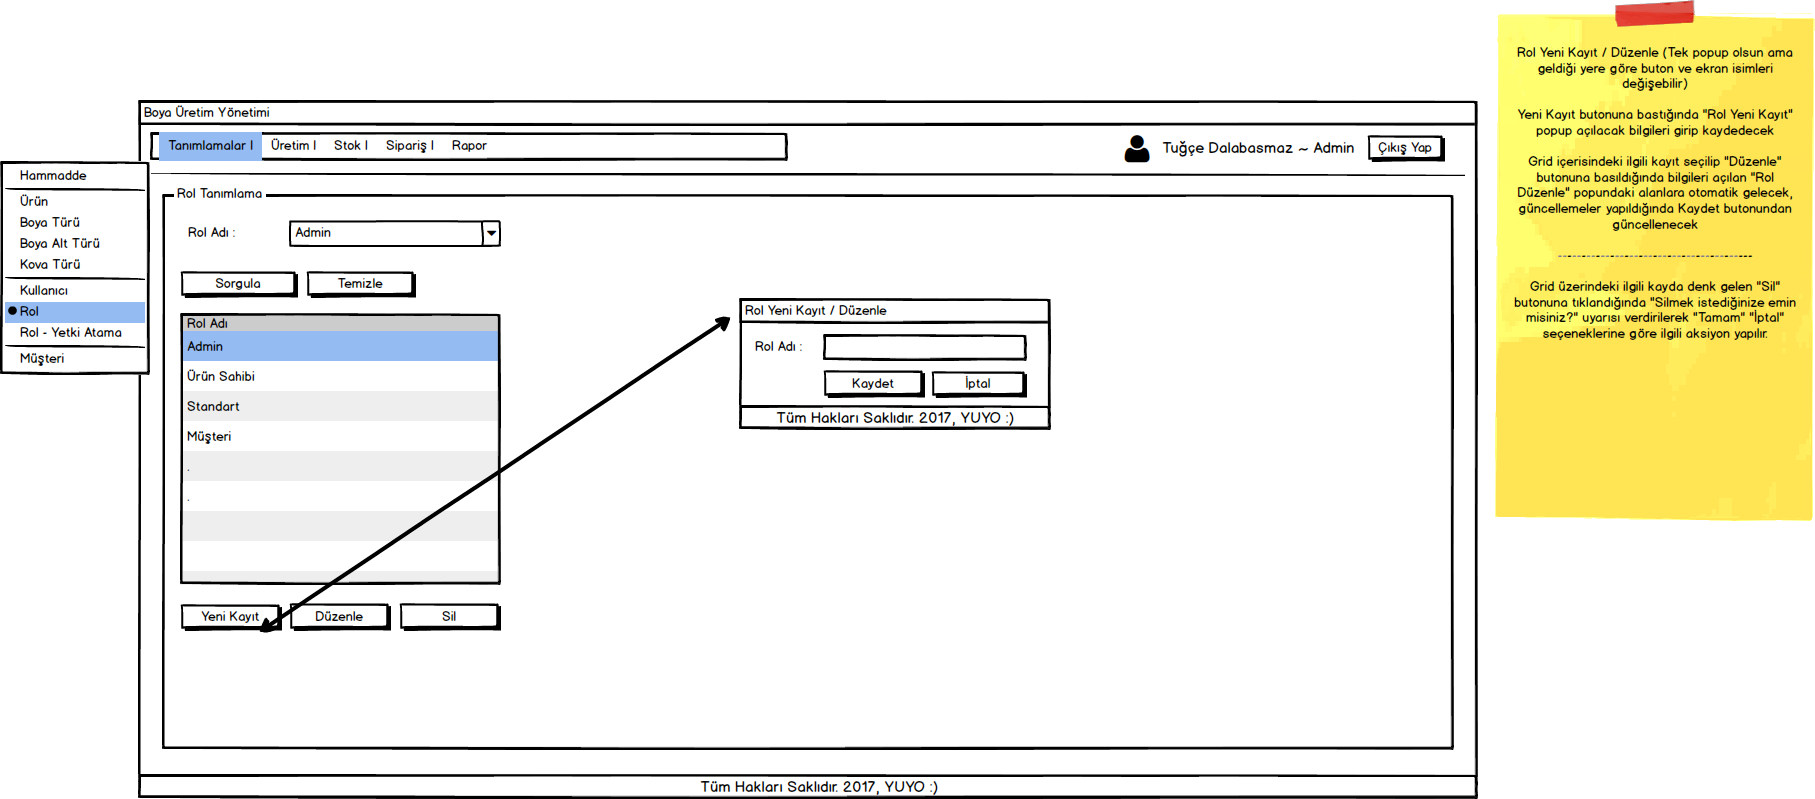 Boya Üretim Yönetimi
Tanımlamalar | Üretim | Stok | Sipariş | Rapor
Tuğçe Dalabasmaz ~ Admin
Çıkış Yap
Hammadde
Ürün
Boya Türü
Boya Alt Türü
Kova Türü
Kullanıcı
Rol
Rol - Yetki Atama
Müşteri
Rol Tanımlama
Rol Adı :
Admin
Sorgula
Temizle
Rol Adı
Admin
Ürün Sahibi
Standart
Müşteri
.
.
Yeni Kayıt
Düzenle
Sil
Rol Yeni Kayıt / Düzenle
Rol Adı :
Kaydet
İptal
Tüm Hakları Saklıdır. 2017, YUYO :)
Tüm Hakları Saklıdır. 2017, YUYO :)
Rol Yeni Kayıt / Düzenle (Tek popup olsun ama
geldiği yere göre buton ve ekran isimleri
değişebilir)
Yeni Kayıt butonuna bastığında "Rol Yeni Kayıt"
popup açılacak bilgileri girip kaydedecek
Grid içerisindeki ilgili kayıt seçilip "Düzenle"
butonuna basıldığında bilgileri açılan "Rol
Düzenle" popundaki alanlara otomatik gelecek,
güncellemeler yapıldığında Kaydet butonundan
güncellenecek
----------------------------------------
Grid üzerindeki ilgili kayda denk gelen "Sil"
butonuna tıklandığında "Silmek istediğinize emin
misiniz?" uyarısı verdirilerek "Tamam" "İptal"
seçeneklerine göre ilgili aksiyon yapılır.